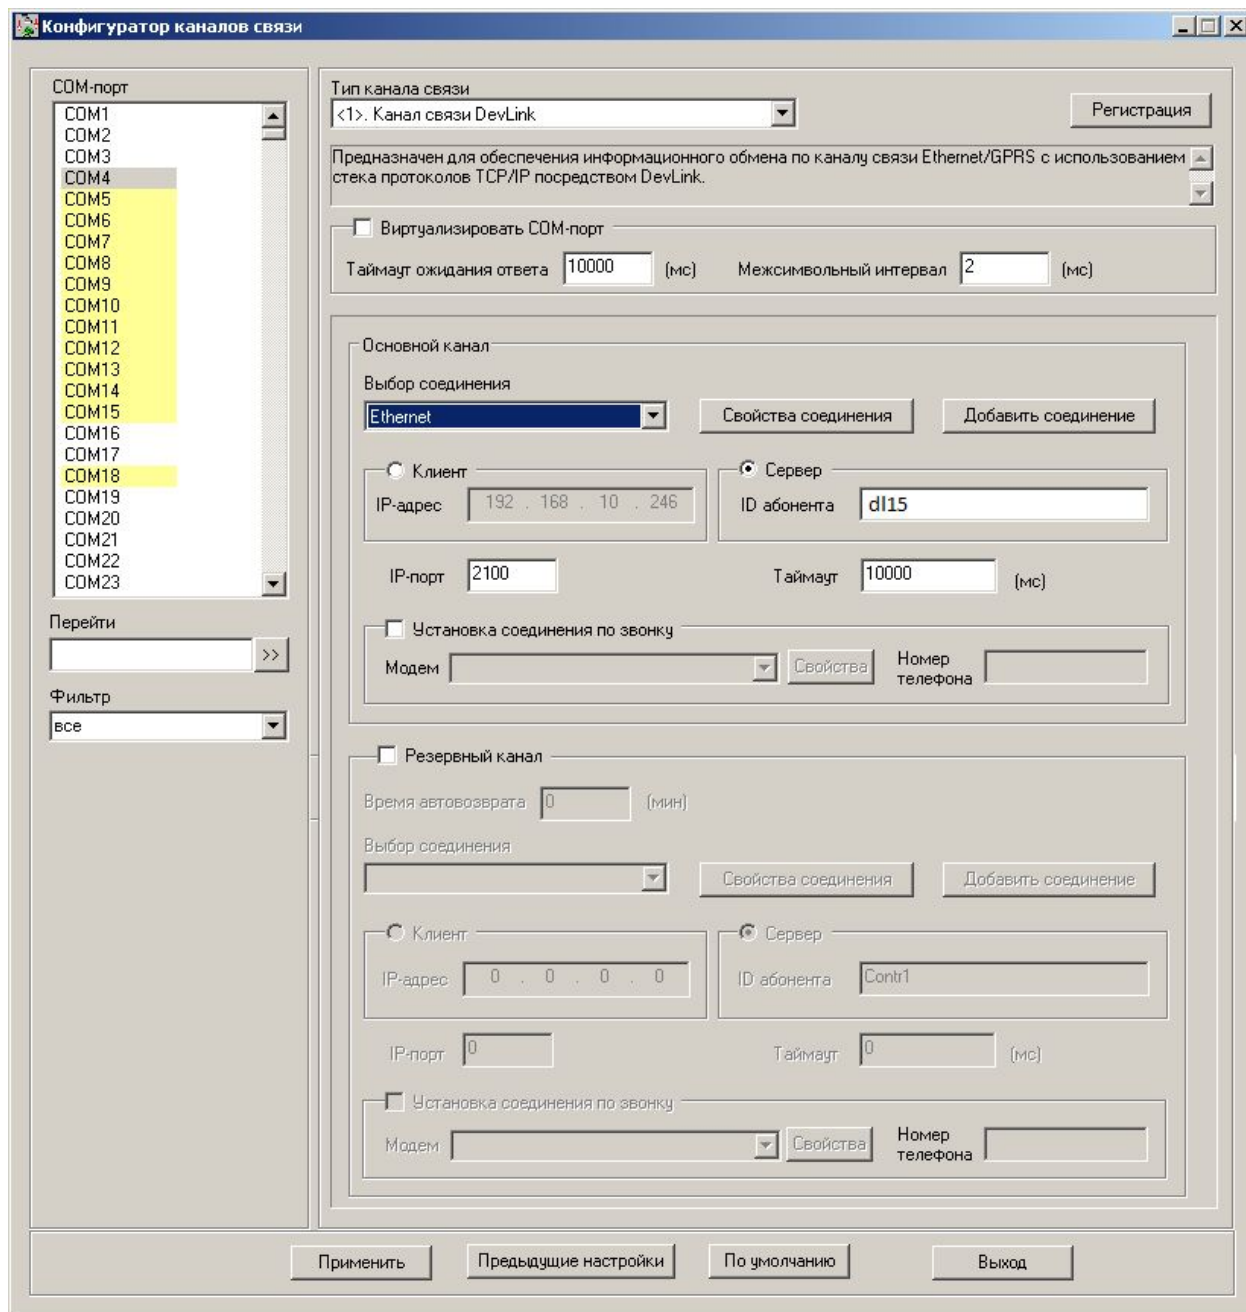 Конфигуратор каналов связи
COM-порт
COM1
COM2
COM3
COM4
COM5
COM6
COM7
COM8
COM9
COM10
COM11
COM12
COM13
COM14
COM15
COM16
COM17
COM18
COM19
COM20
COM21
COM22
COM23
Перейти
>>
Фильтр
все
Тип канала связи
<1>. Канал связи DevLink
Регистрация
Предназначен для обеспечения информационного обмена по каналу связи Ethernet/GPRS с использованием
стека протоколов TCP/IP посредством DevLink.
Виртуализировать COM-порт
Таймаут ожидания ответа 10000 (мс) Межсимвольный интервал 2 (мс)
Основной канал
Выбор соединения
Ethernet Свойства соединения Добавить соединение
Клиент Сервер
IP-адрес 192 . 168 . 10 . 246 ID абонента dl15
IP-порт 2100 Таймаут 10000 (мс)
Установка соединения по звонку
Модем Свойства Номер телефона
Резервный канал
Время автовозврата 0 (мин)
Выбор соединения
Свойства соединения Добавить соединение
Клиент Сервер
IP-адрес 0 . 0 . 0 . 0 ID абонента Contr1
IP-порт 0 Таймаут 0 (мс)
Установка соединения по звонку
Модем Свойства Номер телефона
Применить Предыдущие настройки По умолчанию Выход